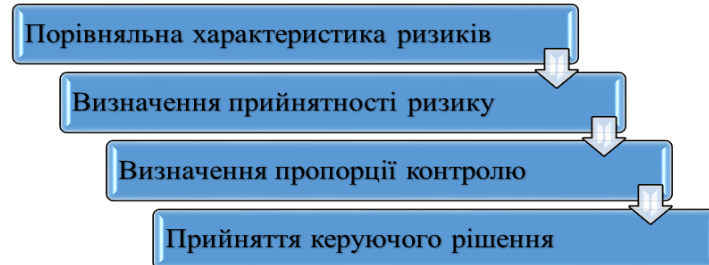 Порівняльна характеристика ризиків
Визначення прийнятності ризику
Визначення пропорції контролю
Прийняття керуючого рішення